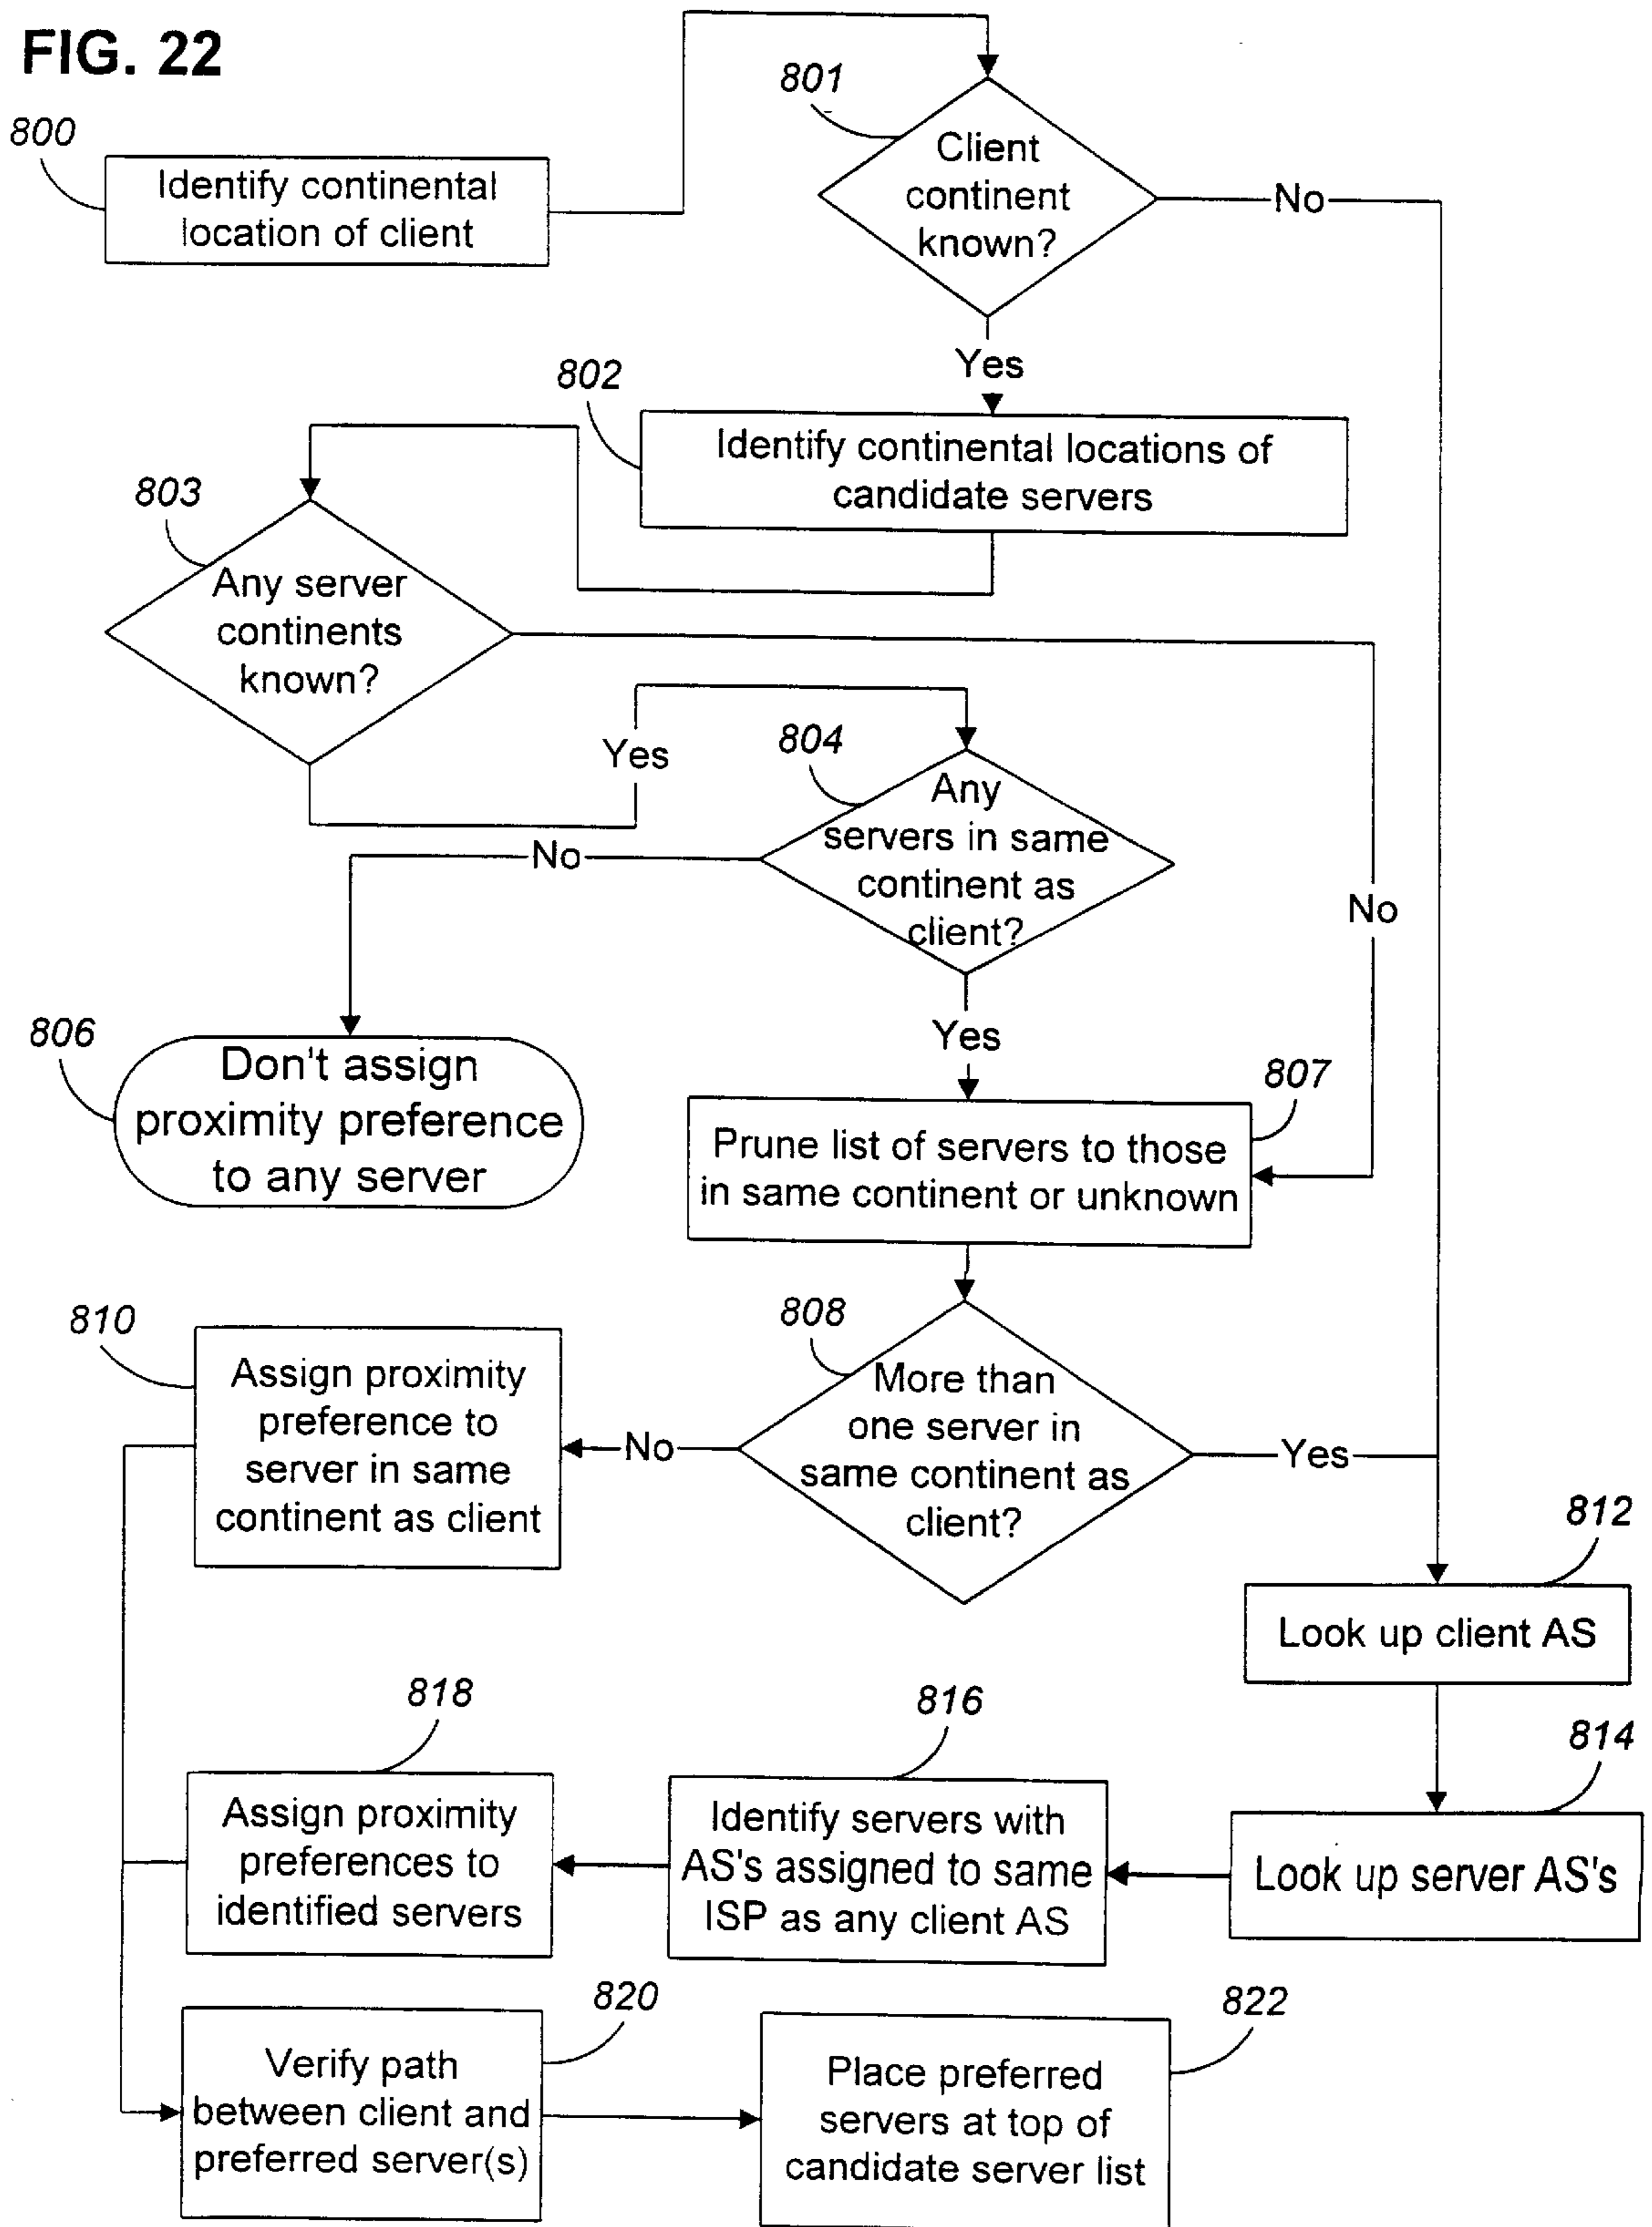 FIG. 22
800
Identify continental
location of client
801
Client
continent
known?
No
Yes
802
Identify continental locations of
candidate servers
803
Any server
continents
known?
Yes
804
Any
servers in same
continent as
client?
No
No
Yes
806
Don't assign
proximity preference
to any server
807
Prune list of servers to those
in same continent or unknown
808
More than
one server in
same continent as
client?
No
Yes
810
Assign proximity
preference to
server in same
continent as client
812
Look up client AS
814
Look up server AS's
816
Identify servers with
AS's assigned to same
ISP as any client AS
818
Assign proximity
preferences to
identified servers
820
Verify path
between client and
preferred server(s)
822
Place preferred
servers at top of
candidate server list